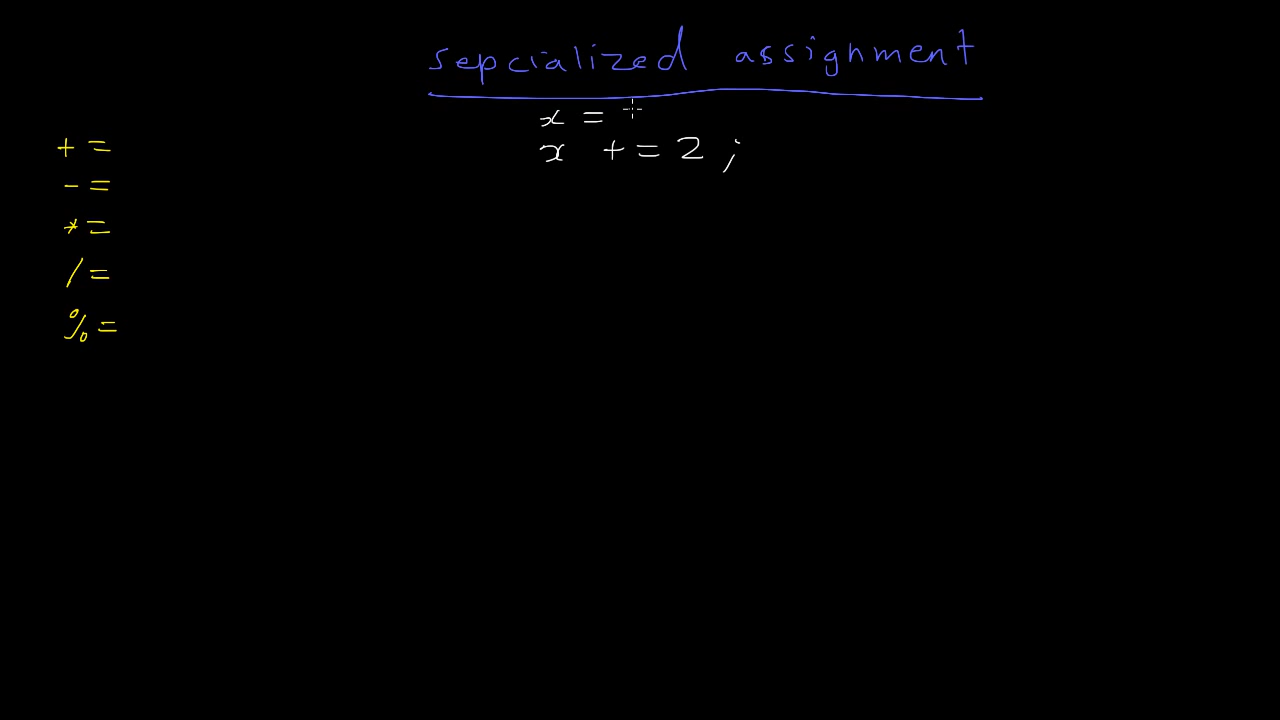 sepcialized assignment
x =
x += 2 ;
+=
-=
*=
/=
%=